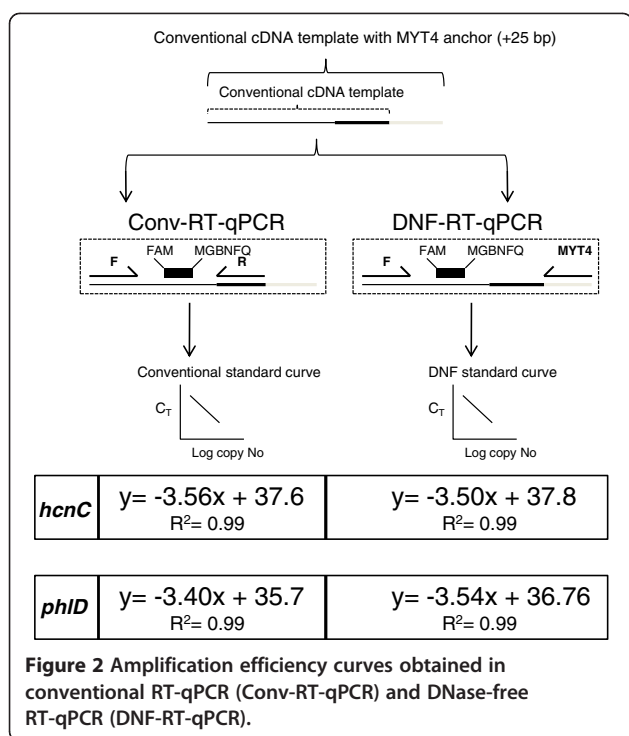 Conventional cDNA template with MYT4 anchor (+25 bp)
Conventional cDNA template
Conv-RT-qPCR
FAM MGBNFQ
F R
Conventional standard curve
C_T
Log copy No
DNF-RT-qPCR
FAM MGBNFQ MYT4
F
DNF standard curve
C_T
Log copy No
hcnC y= -3.56x + 37.6 y= -3.50x + 37.8
R²= 0.99 R²= 0.99
phlD y= -3.40x + 35.7 y= -3.54x + 36.76
R²= 0.99 R²= 0.99
Figure 2 Amplification efficiency curves obtained in
conventional RT-qPCR (Conv-RT-qPCR) and DNase-free
RT-qPCR (DNF-RT-qPCR).